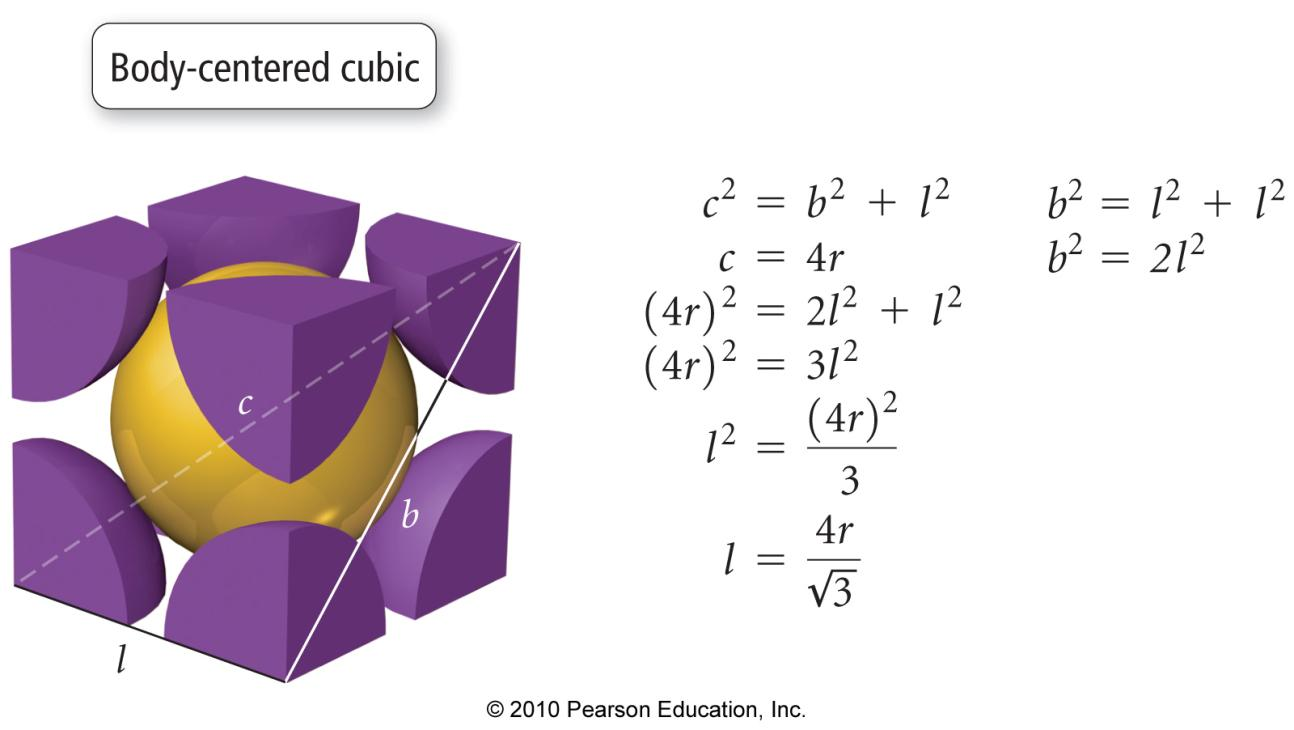 Body-centered cubic
c² = b² + l²
b² = l² + l²
c = 4r
b² = 2l²
(4r)² = 2l² + l²
(4r)² = 3l²
l² = (4r)²/3
l = 4r/√3
c
b
l
© 2010 Pearson Education, Inc.